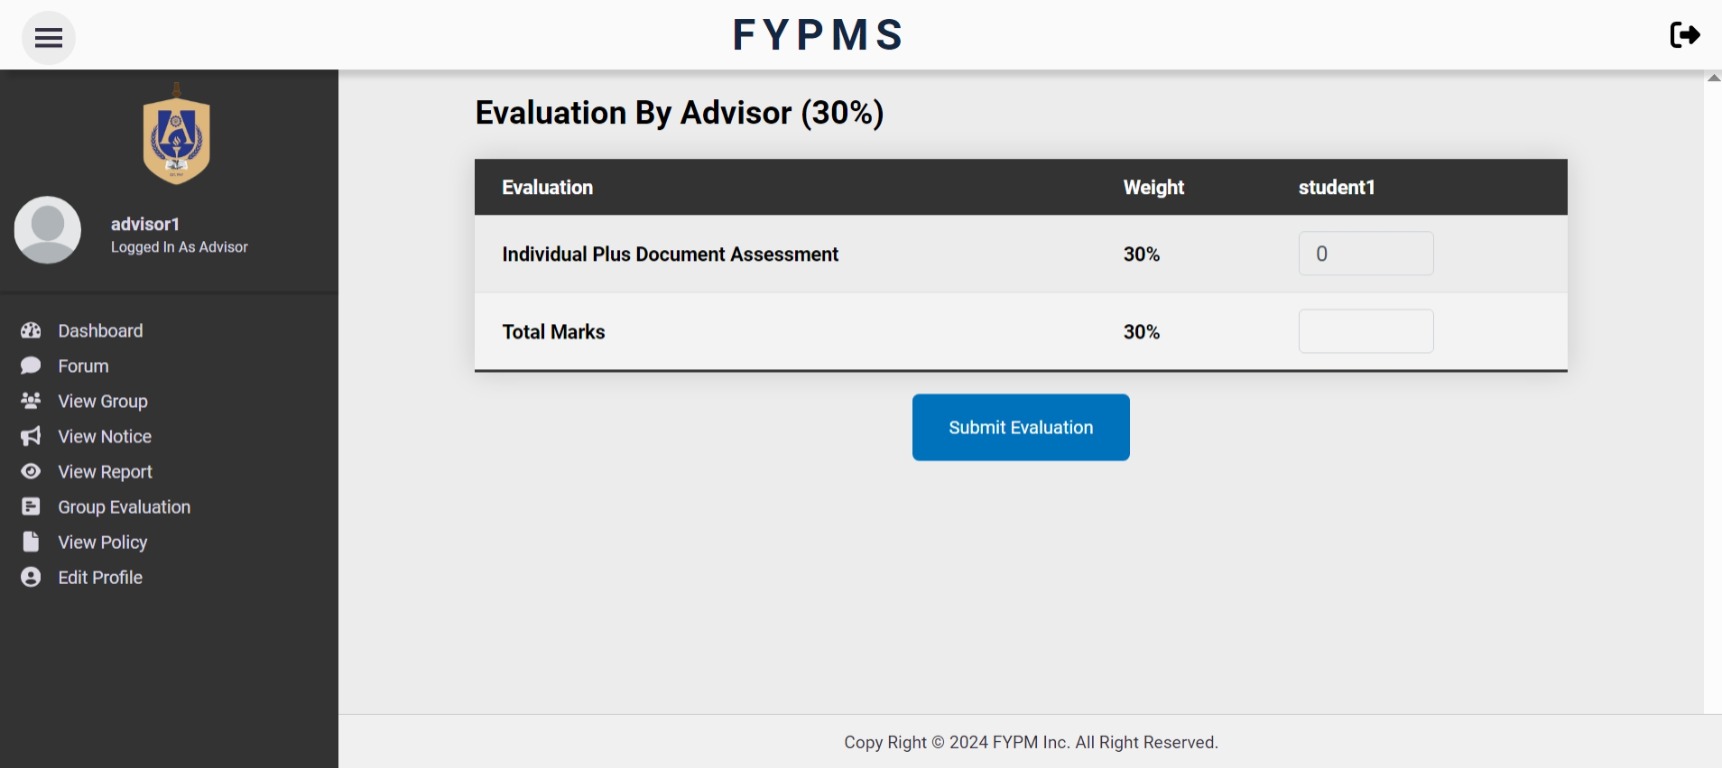 FYPMS
advisor1
Logged In As Advisor
Dashboard
Forum
View Group
View Notice
View Report
Group Evaluation
View Policy
Edit Profile
Evaluation By Advisor (30%)
Evaluation Weight student1
Individual Plus Document Assessment 30% 0
Total Marks 30%
Submit Evaluation
Copy Right © 2024 FYPM Inc. All Right Reserved.